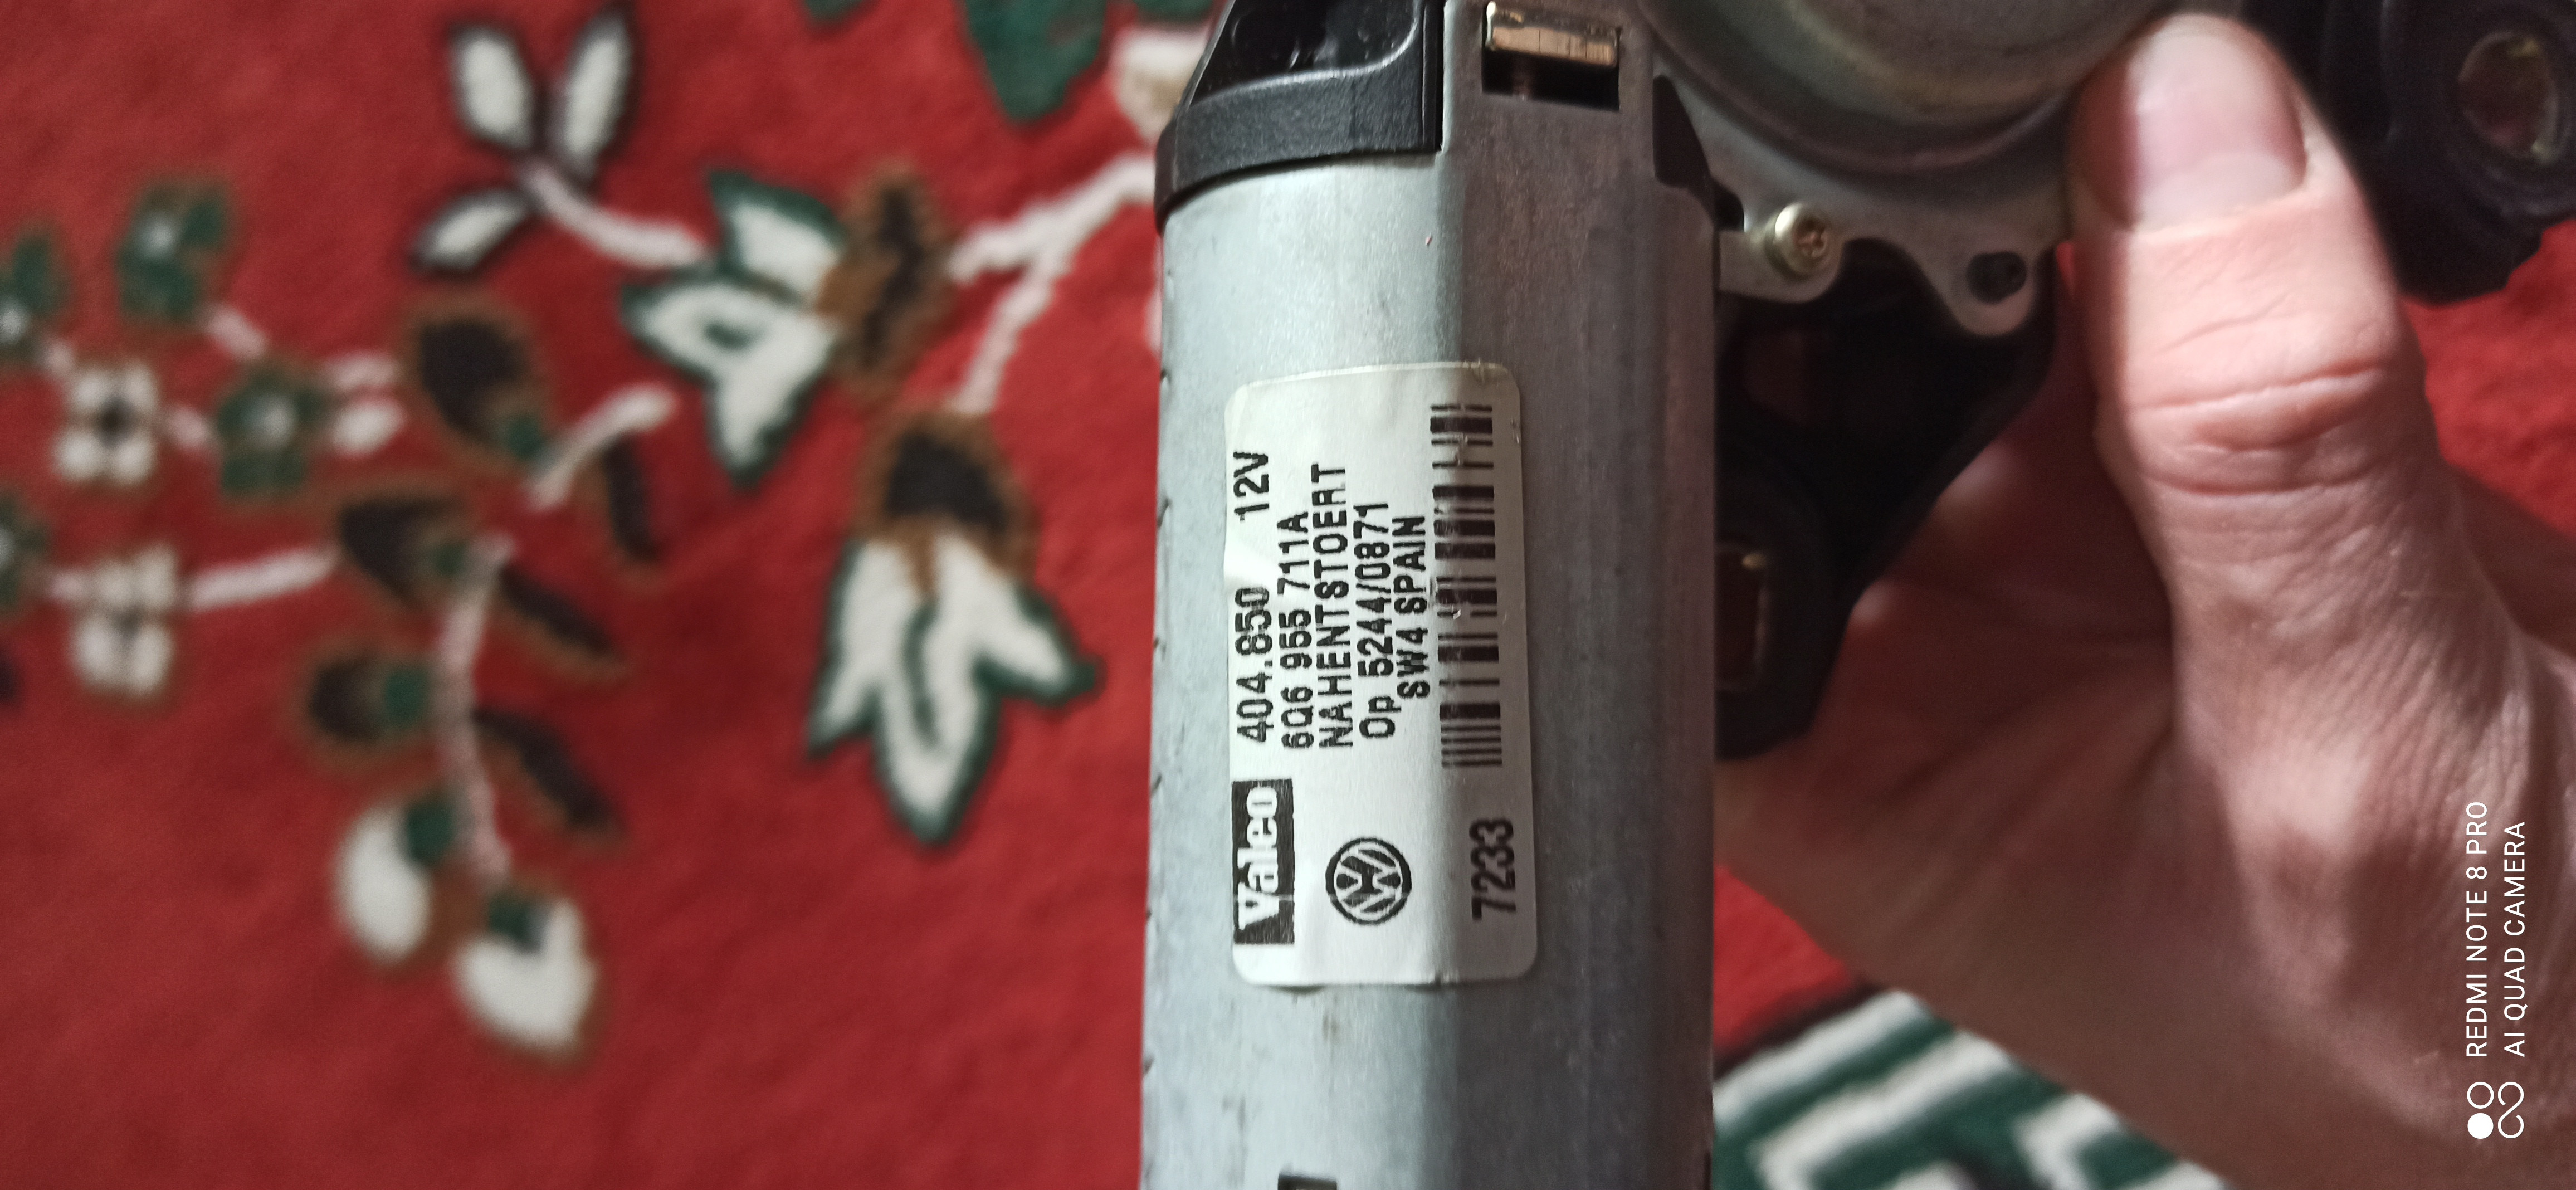 404.850 12V
6Q6 955 711A
NAHENTSTOERT
Op 5244/0871
SW4 SPAIN
Valeo
7233
REDMI NOTE 8 PRO
AI QUAD CAMERA